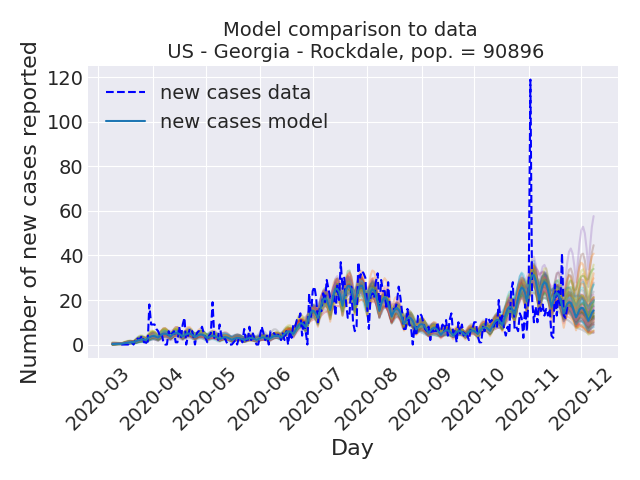 Model comparison to data
US - Georgia - Rockdale, pop. = 90896
Number of new cases reported
120
100
80
60
40
20
0
new cases data
new cases model
2020-03
2020-04
2020-05
2020-06
2020-07
2020-08
2020-09
2020-10
2020-11
2020-12
Day